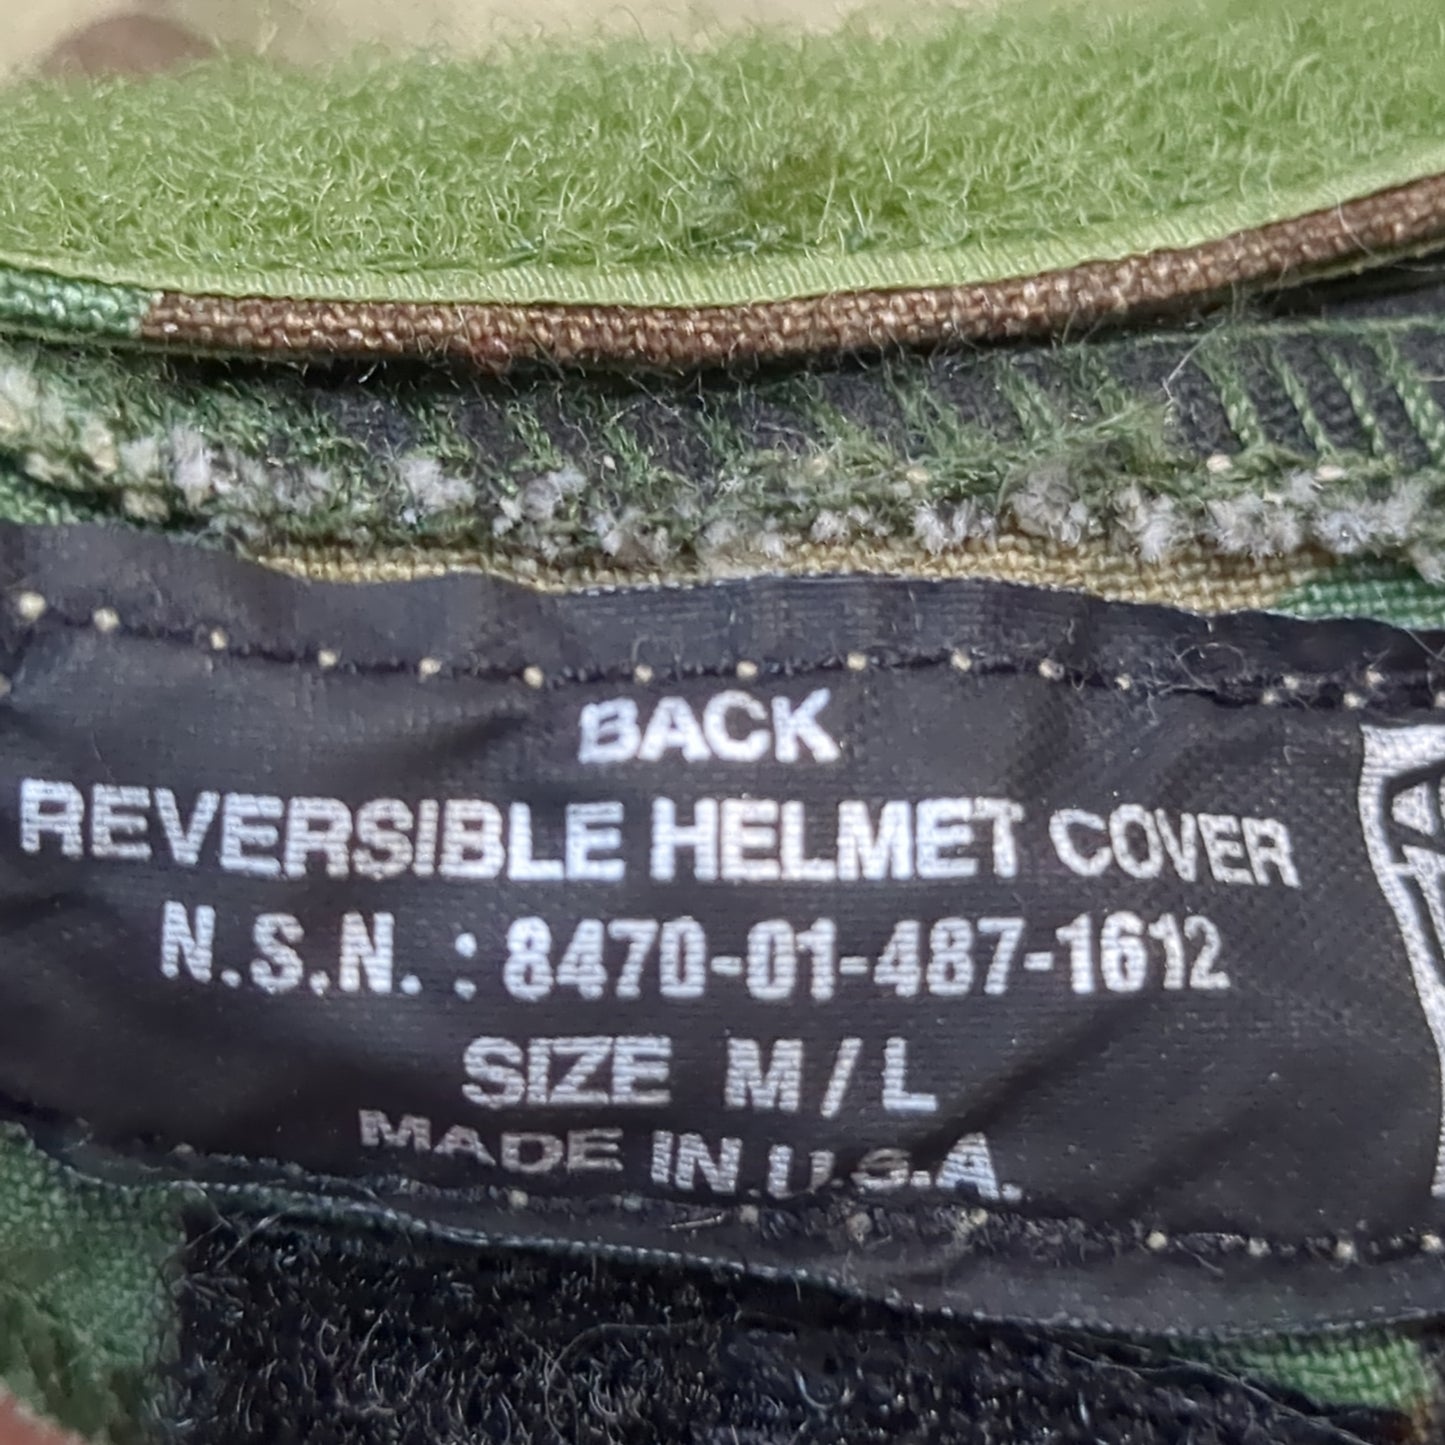 BACK
REVERSIBLE HELMET COVER
N.S.N. : 8470-01-487-1612
SIZE M/L
MADE IN U.S.A.